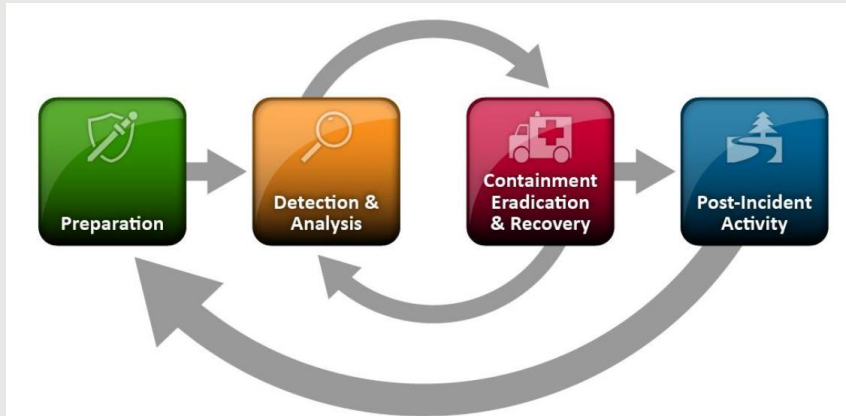 Preparation
Detection &
Analysis
Containment
Eradication
& Recovery
Post-Incident
Activity